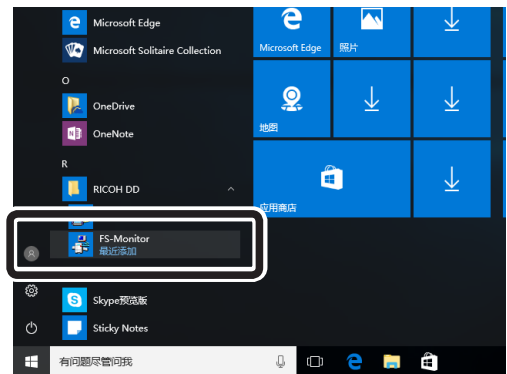 Microsoft Edge
Microsoft Solitaire Collection
O
OneDrive
OneNote
R
RICOH DD
FS-Monitor
最近添加
Skype预览版
Sticky Notes
Microsoft Edge
照片
地图
应用商店
有问题尽管问我